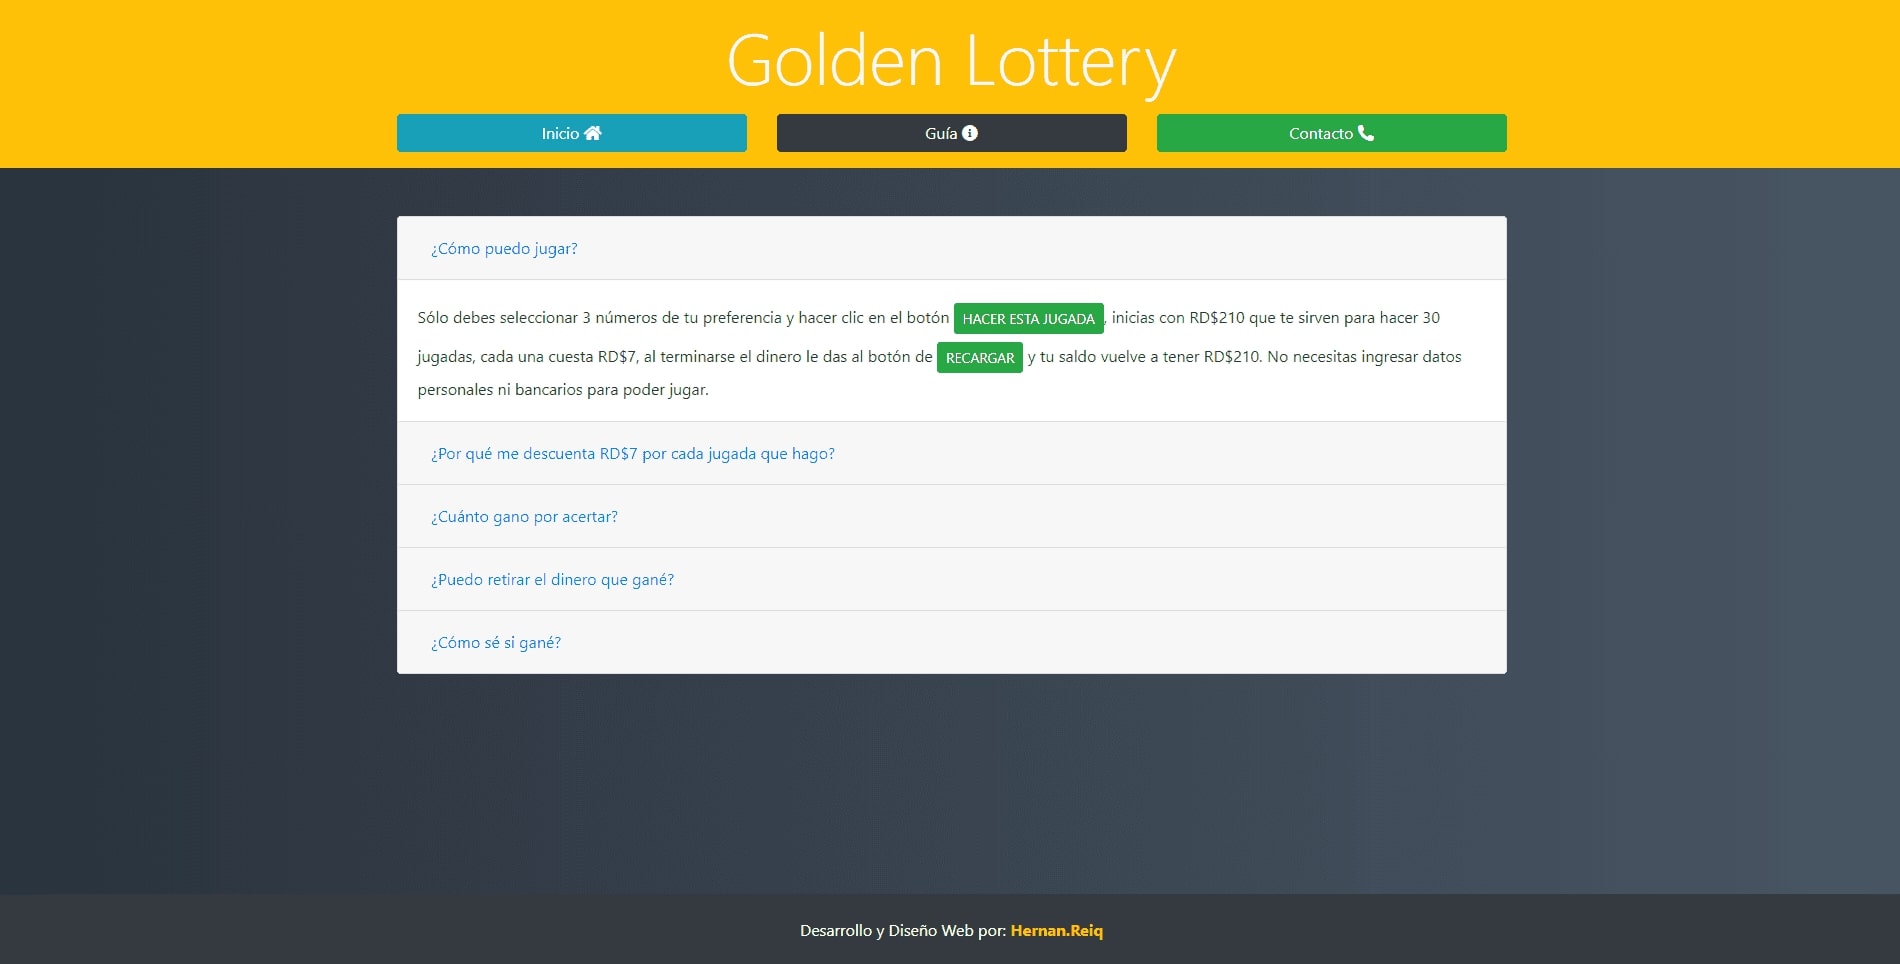 Golden Lottery
Inicio
Guía
Contacto
¿Cómo puedo jugar?
Sólo debes seleccionar 3 números de tu preferencia y hacer clic en el botón HACER ESTA JUGADA, inicias con RD$210 que te sirven para hacer 30
jugadas, cada una cuesta RD$7, al terminarse el dinero le das al botón de RECARGAR y tu saldo vuelve a tener RD$210. No necesitas ingresar datos
personales ni bancarios para poder jugar.
¿Por qué me descuenta RD$7 por cada jugada que hago?
¿Cuánto gano por acertar?
¿Puedo retirar el dinero que gané?
¿Cómo sé si gané?
Desarrollo y Diseño Web por: Hernan.Reiq